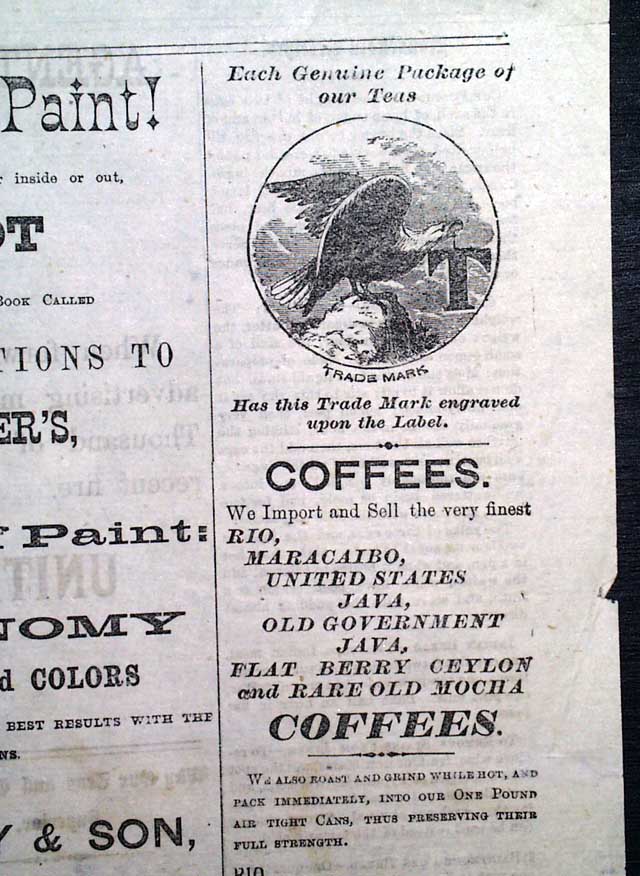 Paint!
r inside or out,
OT
Book Called
TIONS TO
ER'S,
f Paint:
NOMY
d COLORS
BEST RESULTS WITH THE
NS.
Y & SON,
Each Genuine Package of
our Teas
T
TRADE MARK
Has this Trade Mark engraved
upon the Label.
COFFEES.
We Import and Sell the very finest
RIO,
MARACAIBO,
UNITED STATES
JAVA,
OLD GOVERNMENT
JAVA,
FLAT BERRY CEYLON
and RARE OLD MOCHA
COFFEES.
We also roast and grind while hot, and
pack immediately, into our One Pound
air tight Cans, thus preserving their
full strength.
RIO